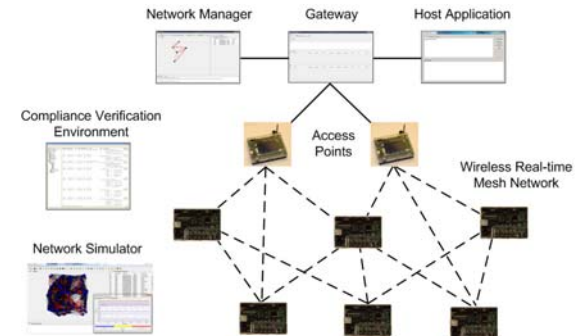 Network Manager
Gateway
Host Application
Compliance Verification
Environment
Access
Points
Wireless Real-time
Mesh Network
Network Simulator